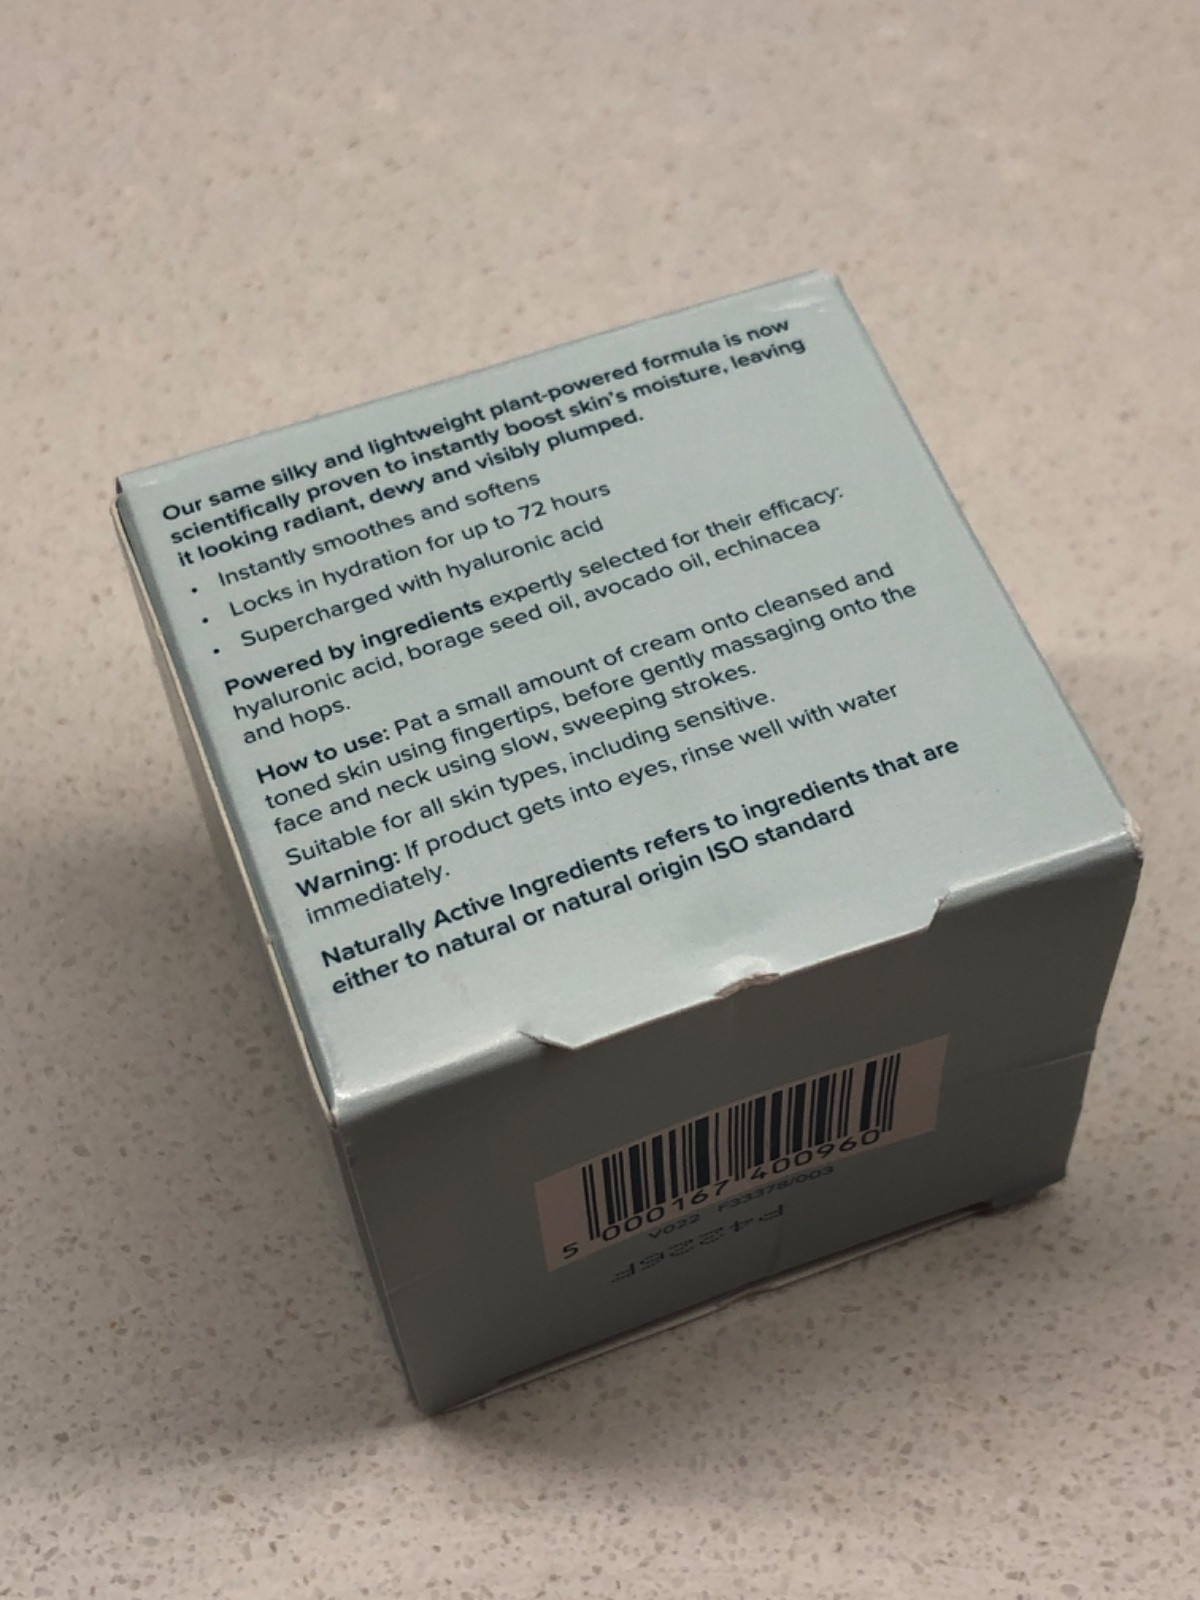 Our same silky and lightweight plant-powered formula is now
scientifically proven to instantly boost skin's moisture, leaving
it looking radiant, dewy and visibly plumped.
• Instantly smoothes and softens
• Locks in hydration for up to 72 hours
• Supercharged with hyaluronic acid
Powered by ingredients expertly selected for their efficacy:
hyaluronic acid, borage seed oil, avocado oil, echinacea
and hops.
How to use: Pat a small amount of cream onto cleansed and
toned skin using fingertips, before gently massaging onto the
face and neck using slow, sweeping strokes.
Suitable for all skin types, including sensitive.
Warning: If product gets into eyes, rinse well with water
immediately.
Naturally Active Ingredients refers to ingredients that are
either to natural or natural origin ISO standard
5 000167 400960
V022 F33378/003